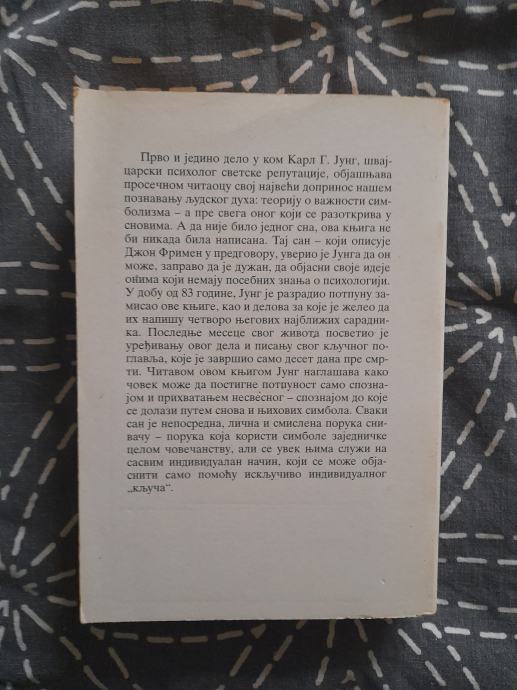 Прво и једино дело у ком Карл Г. Јунг, швај-
царски психолог светске репутације, објашњава
просечном читаоцу свој највећи допринос нашем
познавању људског духа: теорију о важности сим-
болизма – а пре свега оног који се разоткрива у
сновима. А да није било једног сна, ова књига не
би никада била написана. Тај сан – који описује
Џон Фримен у предговору, уверио је Јунга да он
може, заправо да је дужан, да објасни своје идеје
онима који немају посебних знања о психологији.
У добу од 83 године, Јунг је разрадио потпуну за-
мисао ове књиге, као и делова за које је желео да
их напишу четворо његових најближих сарадни-
ка. Последње месеце свог живота посветио је
уређивању овог дела и писању свог кључног по-
главља, које је завршио само десет дана пре смр-
ти. Читавом овом књигом Јунг наглашава како
човек може да постигне потпуност само спозна-
јом и прихватањем несвесног – спознајом до које
се долази путем снова и њихових симбола. Сваки
сан је непосредна, лична и смислена порука сни-
вачу – порука која користи симболе заједничке
целом човечанству, али се увек њима служи на
сасвим индивидуалан начин, који се може обја-
снити само помоћу искључиво индивидуалног
„кључа“.